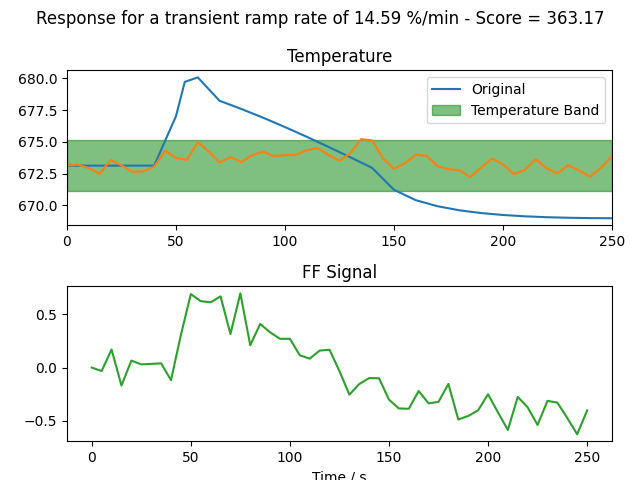 Response for a transient ramp rate of 14.59 %/min - Score = 363.17
Temperature
680.0
677.5
675.0
672.5
670.0
Original
Temperature Band
0 50 100 150 200 250
FF Signal
0.5
0.0
−0.5
0 50 100 150 200 250
Time / s